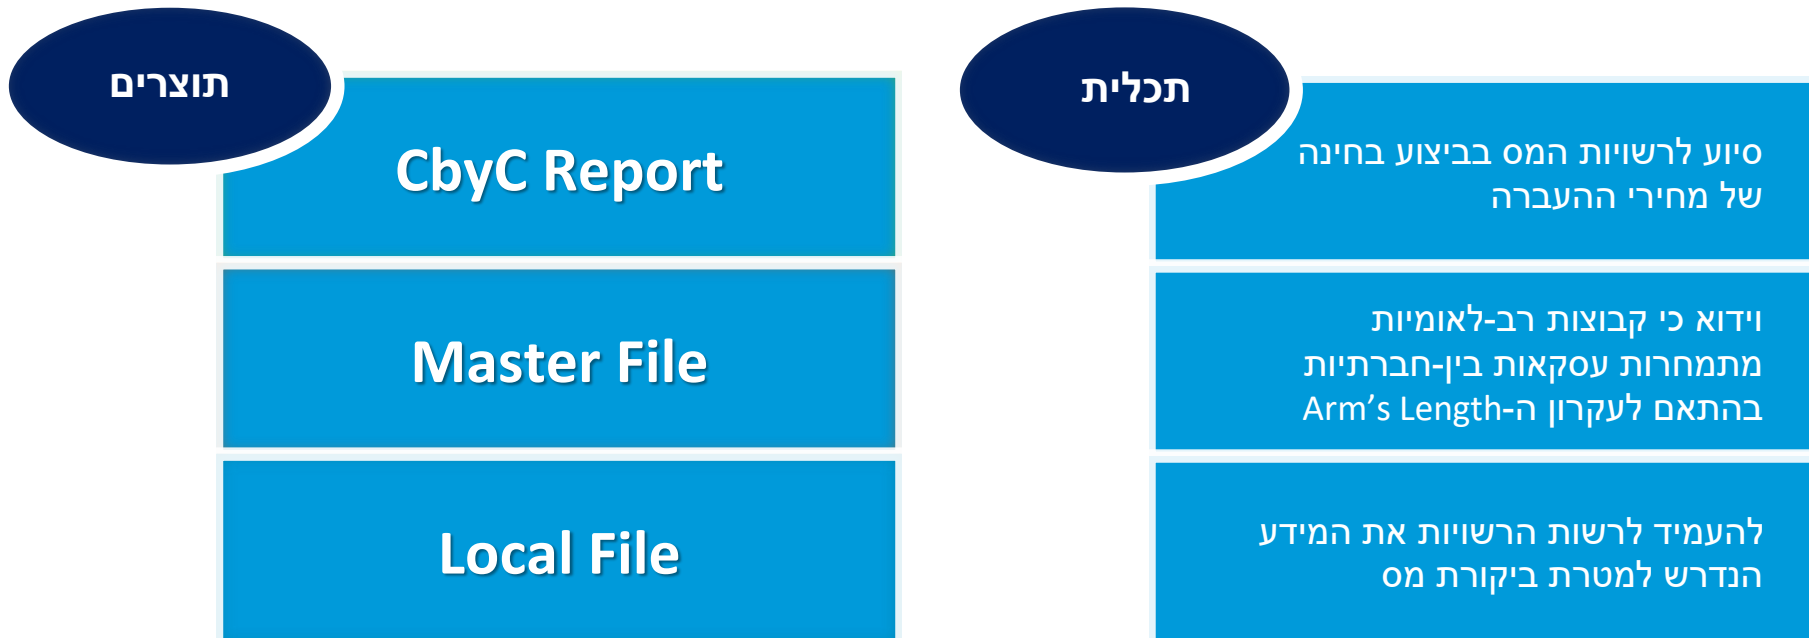 תכלית
סיוע לרשויות המס בביצוע בחינה
של מחירי ההעברה
וידוא כי קבוצות רב-לאומיות
מתמחרות עסקאות בין-חברתיות
בהתאם לעקרון ה-Arm’s Length
להעמיד לרשות הרשויות את המידע
הנדרש למטרת ביקורת מס
תוצרים
CbyC Report
Master File
Local File